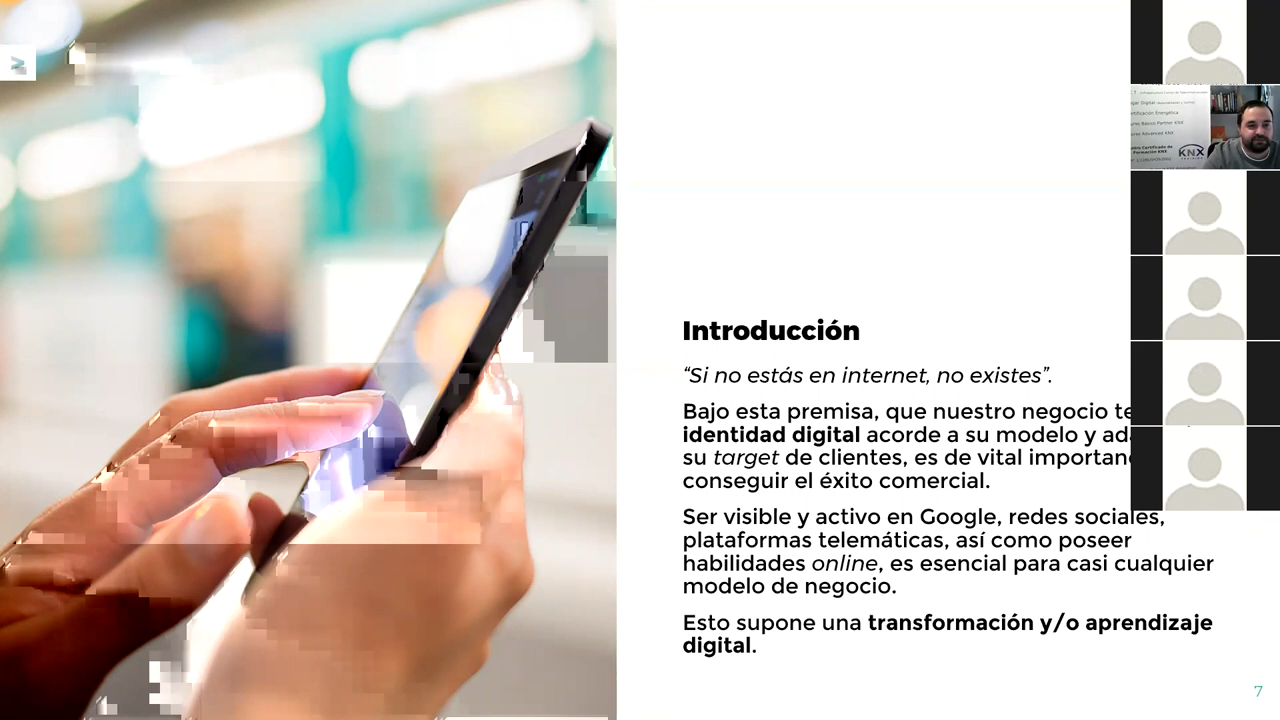 >
Introducción
“Si no estás en internet, no existes”.
Bajo esta premisa, que nuestro negocio
identidad digital acorde a su modelo y
su target de clientes, es de vital
conseguir el éxito comercial.
Ser visible y activo en Google, redes sociales,
plataformas telemáticas, así como poseer
habilidades online, es esencial para casi cualquier
modelo de negocio.
Esto supone una transformación y/o aprendizaje
digital.
7
Certificación Energética
KNX